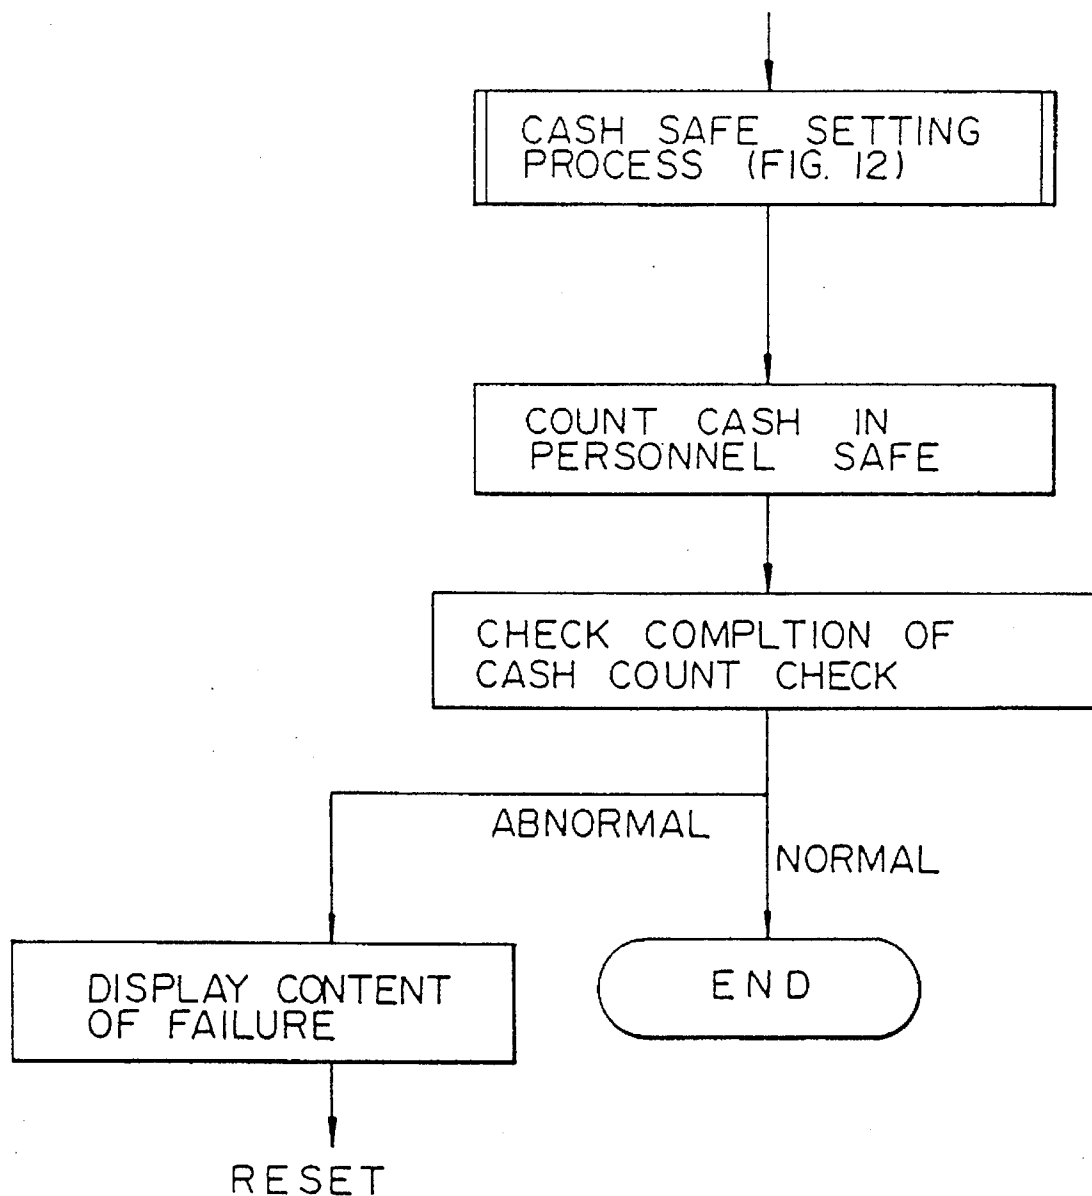 CASH SAFE SETTING
PROCESS (FIG. 12)
COUNT CASH IN
PERSONNEL SAFE
CHECK COMPLTION OF
CASH COUNT CHECK
ABNORMAL
NORMAL
DISPLAY CONTENT
OF FAILURE
END
RESET